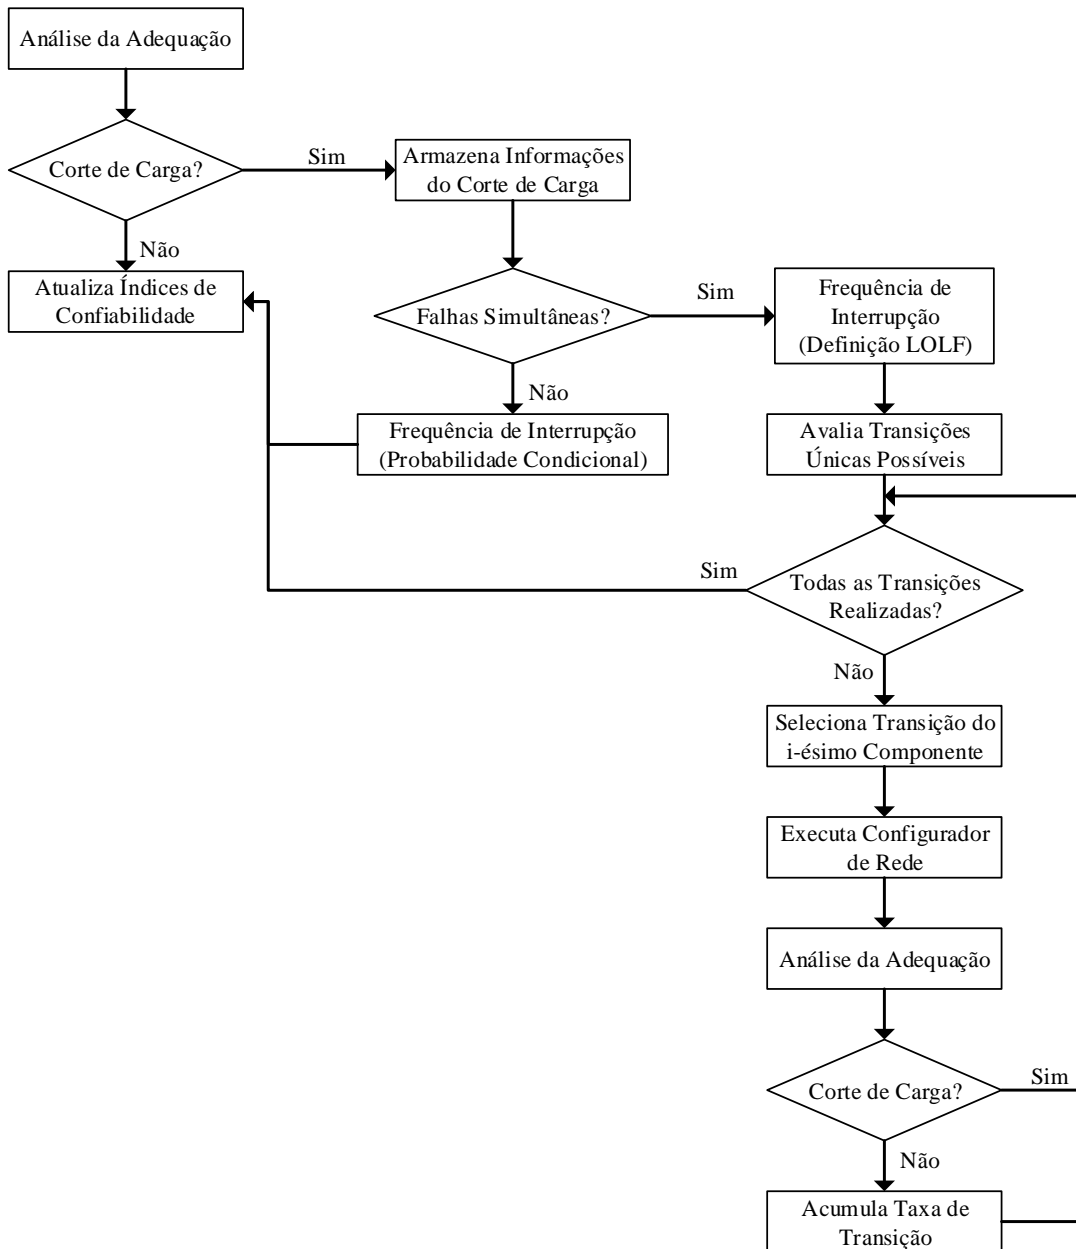 Análise da Adequação
Corte de Carga?
Sim
Armazena Informações
do Corte de Carga
Não
Atualiza Índices de
Confiabilidade
Falhas Simultâneas?
Sim
Frequência de
Interrupção
(Definição LOLF)
Não
Frequência de Interrupção
(Probabilidade Condicional)
Avalia Transições
Únicas Possíveis
Sim
Todas as Transições
Realizadas?
Não
Seleciona Transição do
i-ésimo Componente
Executa Configurador
de Rede
Análise da Adequação
Corte de Carga?
Sim
Não
Acumula Taxa de
Transição